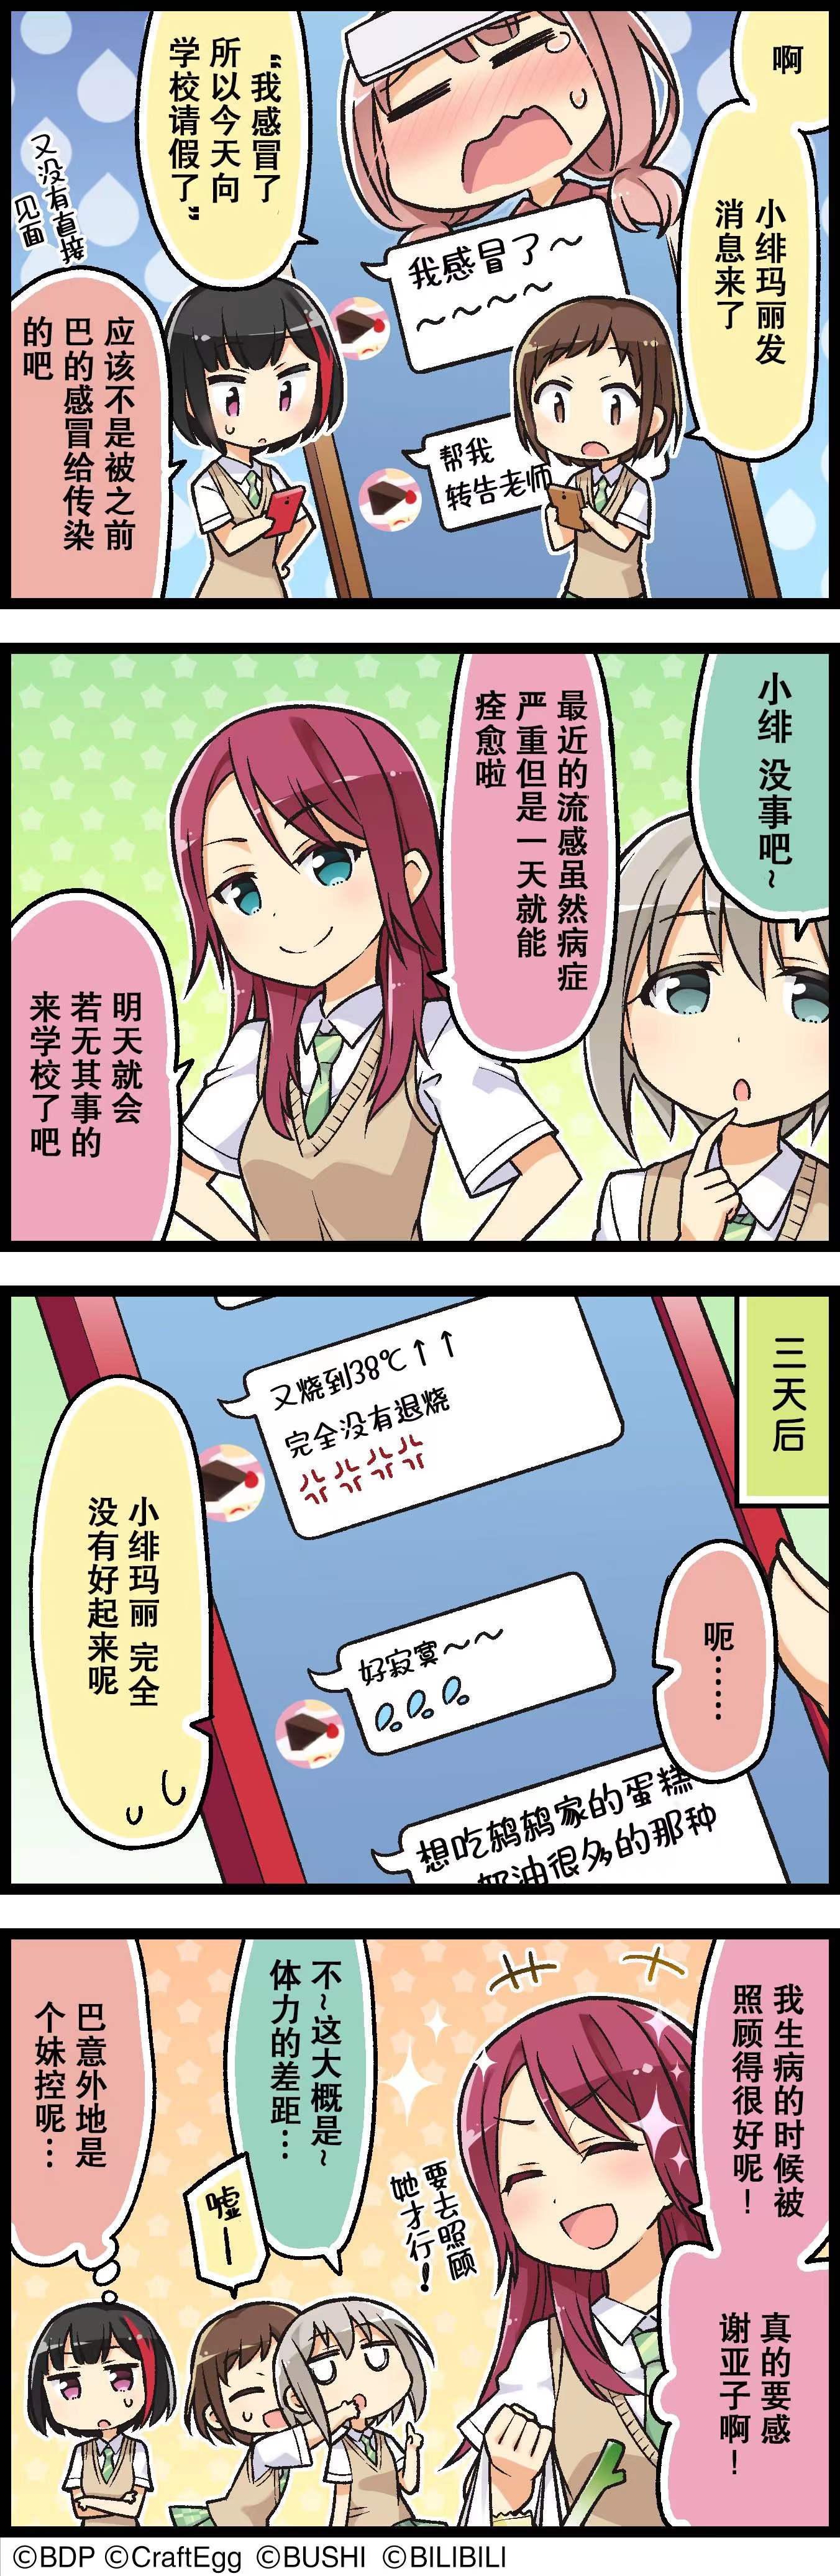 啊
小绯玛丽发
消息来了
“我感冒了
所以今天向
学校请假了”
我感冒了～
～～～～
帮我
转告老师
又没有直接
见面
应该不是被之前
巴的感冒给传染
的吧
小绯 没事吧~
最近的流感虽然病症
严重但是一天就能
痊愈啦
明天就会
若无其事的
来学校了吧
三天后
又烧到38℃↑↑
完全没有退烧
好寂寞～～
想吃鸫鸫家的蛋糕
奶油很多的那种
呃……
小绯玛丽 完全
没有好起来呢
我生病的时候被
照顾得很好呢！
真的要感
谢亚子啊！
要去照顾
她才行！
不~这大概是~
体力的差距…
嘘—
巴意外地是
个妹控呢…
©BDP ©CraftEgg ©BUSHI ©BILIBILI